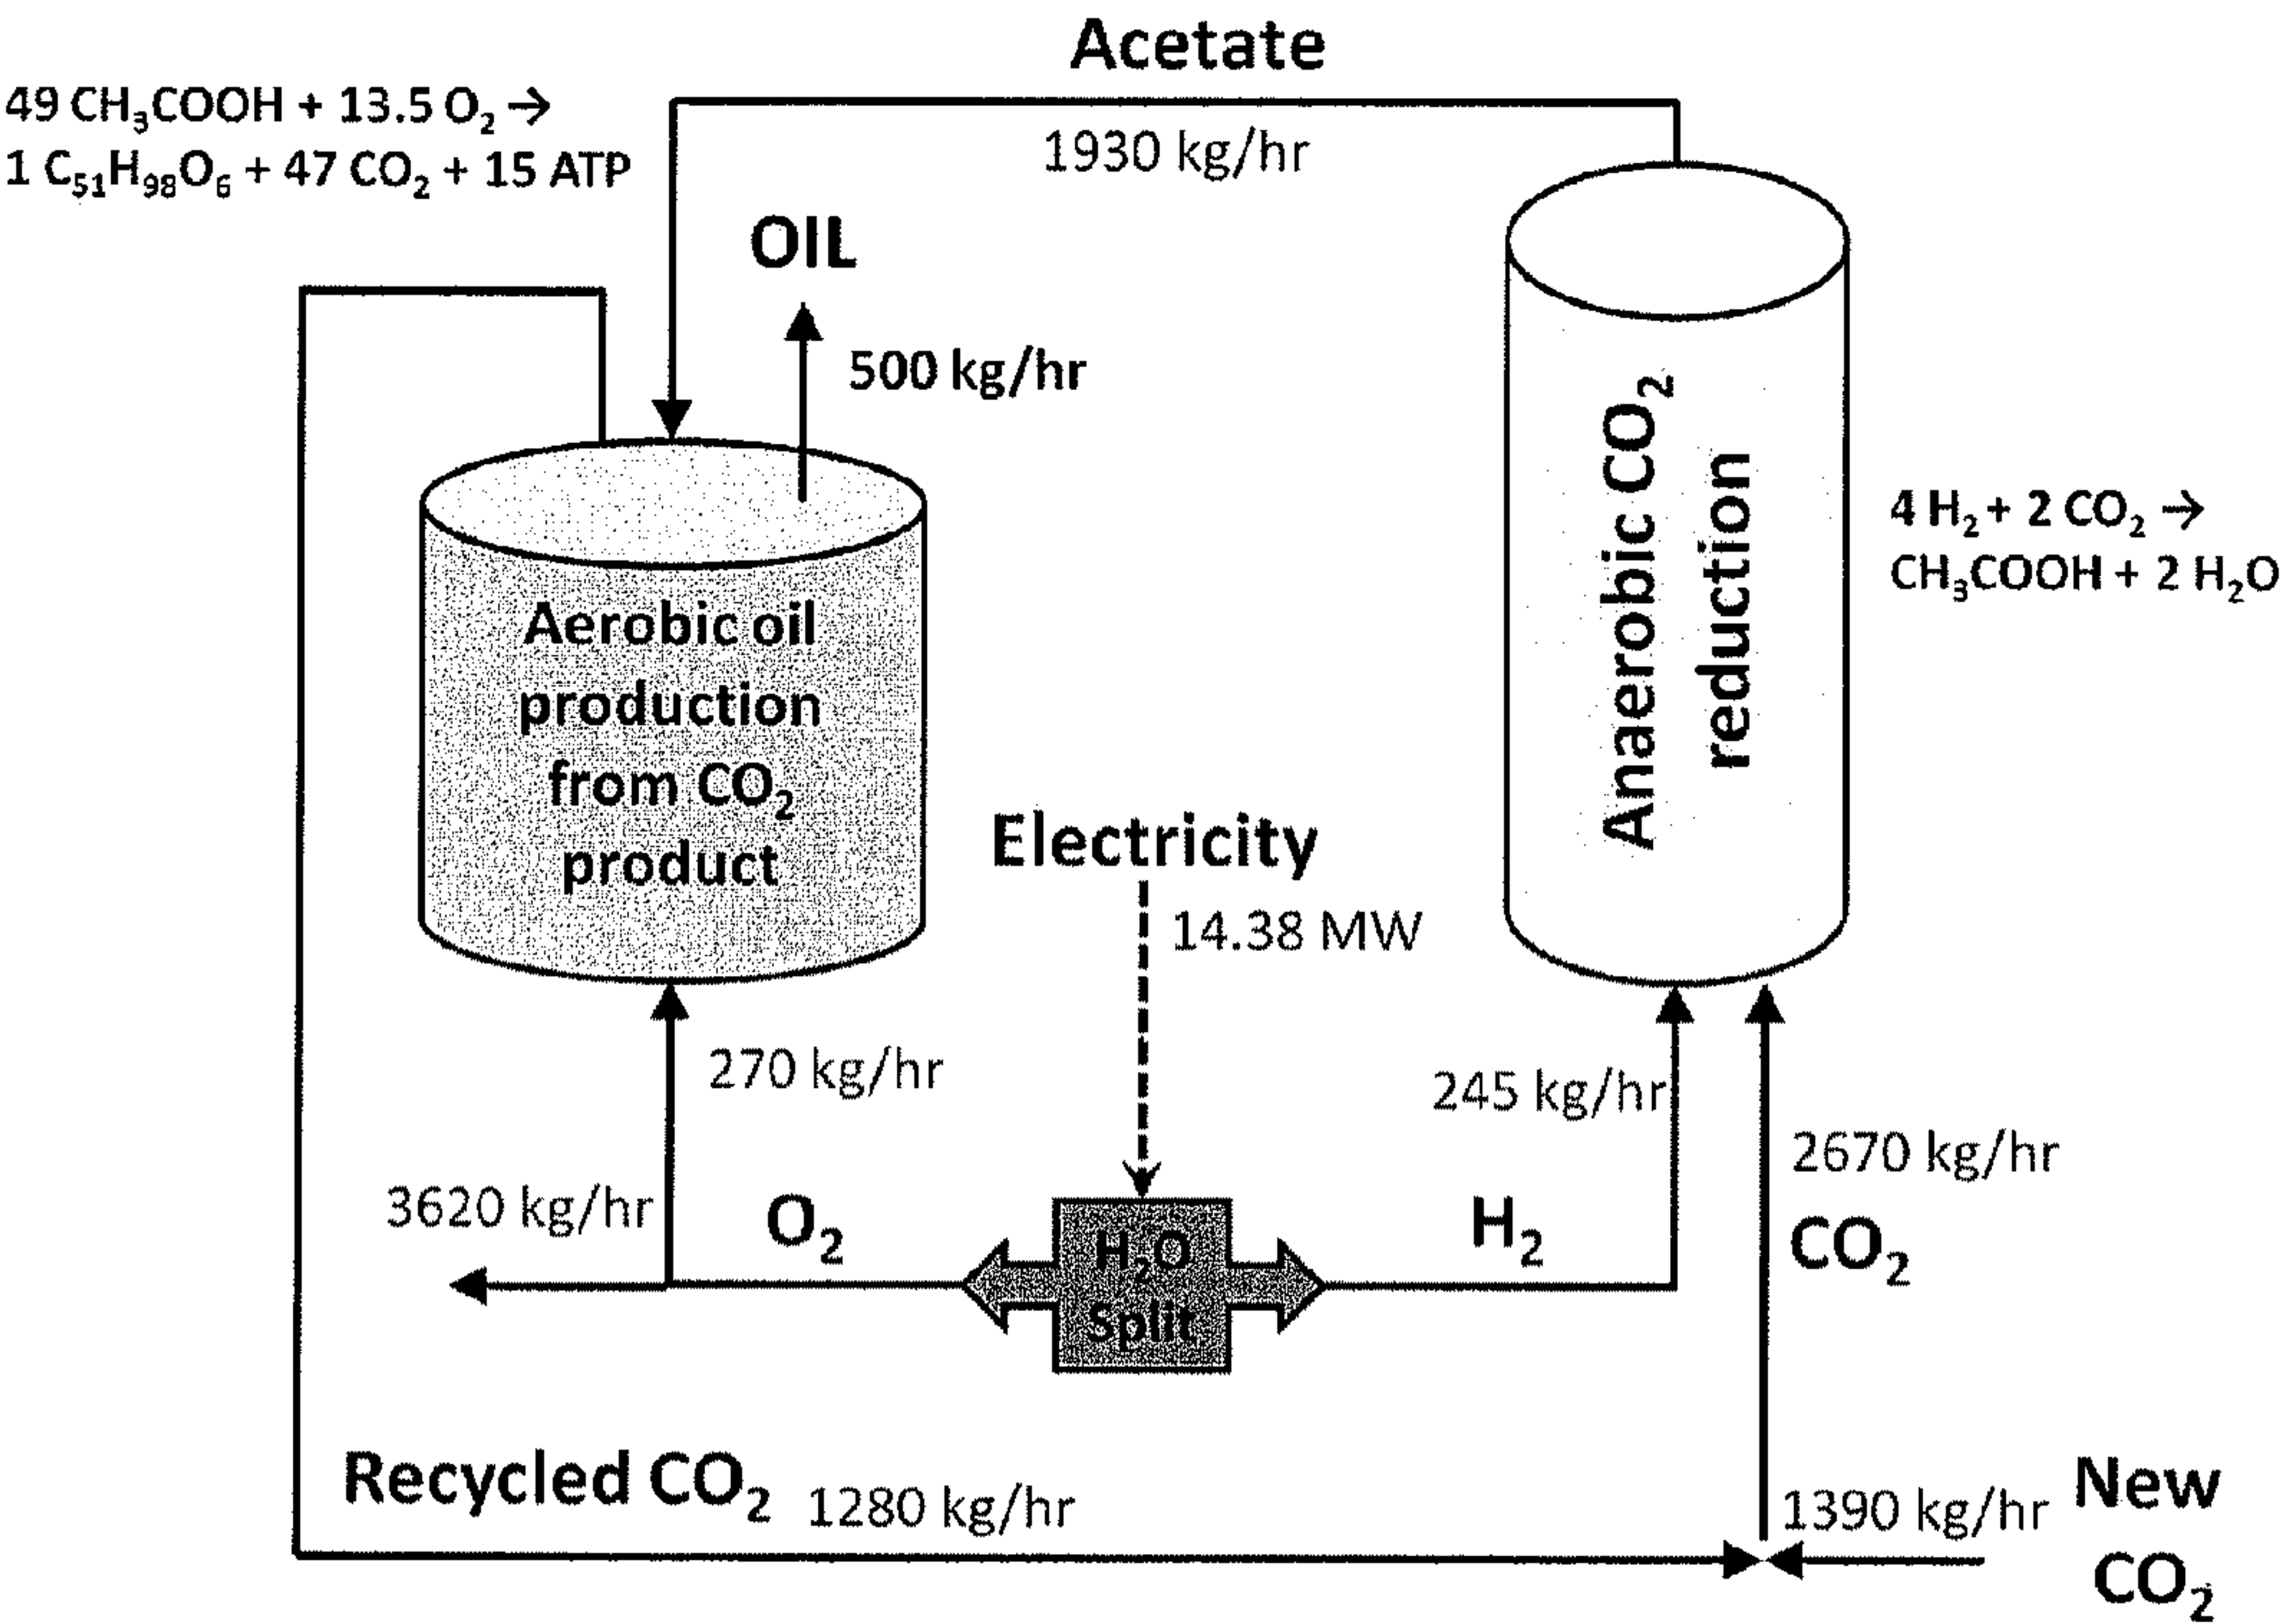 Acetate
49 CH₃COOH + 13.5 O₂ →
1 C₅₁H₉₈O₆ + 47 CO₂ + 15 ATP
1930 kg/hr
OIL
500 kg/hr
Anaerobic CO₂
reduction
4 H₂ + 2 CO₂ →
CH₃COOH + 2 H₂O
Aerobic oil
production
from CO₂
product
Electricity
14.38 MW
270 kg/hr
245 kg/hr
2670 kg/hr
3620 kg/hr
O₂
H₂O
Split
H₂
CO₂
Recycled CO₂ 1280 kg/hr
1390 kg/hr
New
CO₂